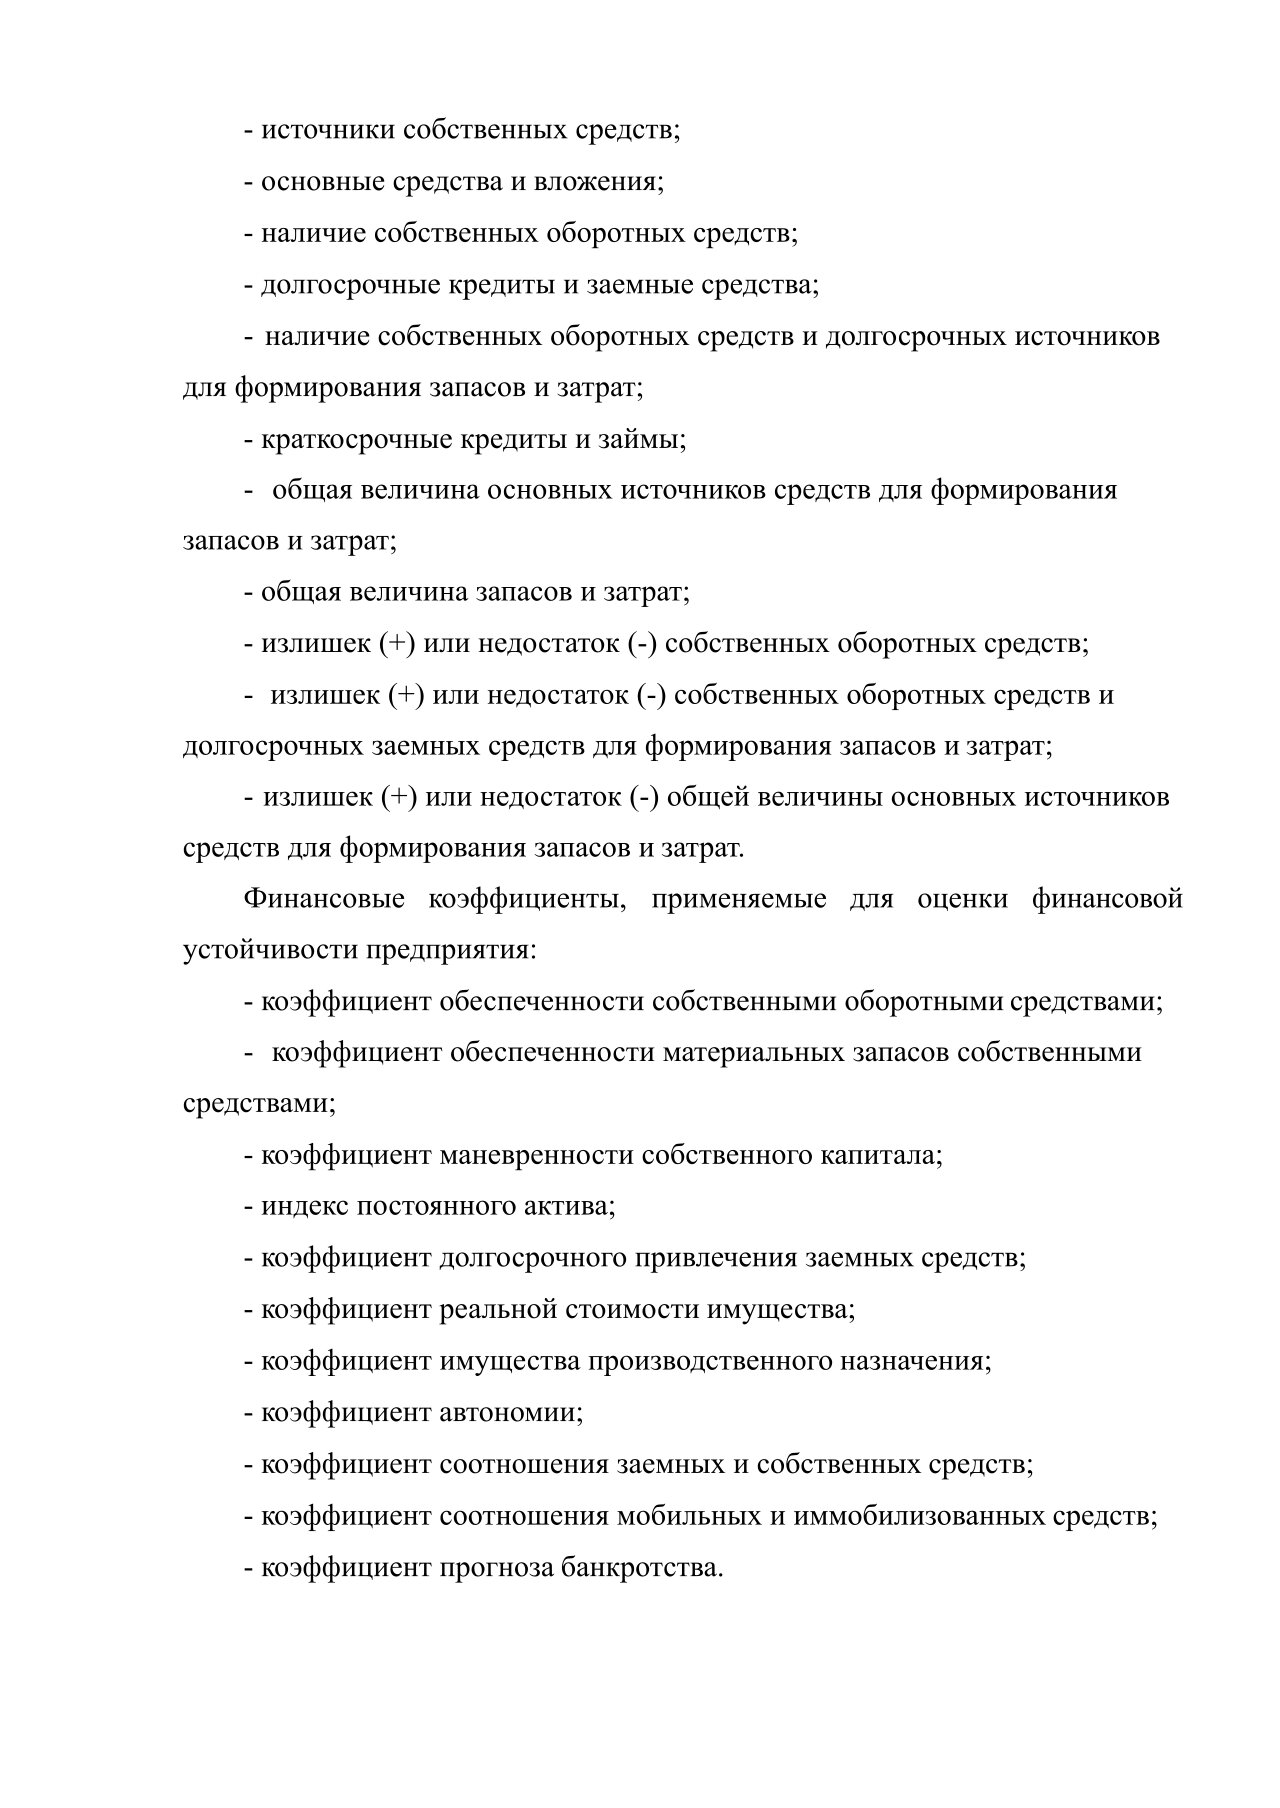 - источники собственных средств;
- основные средства и вложения;
- наличие собственных оборотных средств;
- долгосрочные кредиты и заемные средства;
- наличие собственных оборотных средств и долгосрочных источников
для формирования запасов и затрат;
- краткосрочные кредиты и займы;
- общая величина основных источников средств для формирования
запасов и затрат;
- общая величина запасов и затрат;
- излишек (+) или недостаток (-) собственных оборотных средств;
- излишек (+) или недостаток (-) собственных оборотных средств и
долгосрочных заемных средств для формирования запасов и затрат;
- излишек (+) или недостаток (-) общей величины основных источников
средств для формирования запасов и затрат.
Финансовые коэффициенты, применяемые для оценки финансовой
устойчивости предприятия:
- коэффициент обеспеченности собственными оборотными средствами;
- коэффициент обеспеченности материальных запасов собственными
средствами;
- коэффициент маневренности собственного капитала;
- индекс постоянного актива;
- коэффициент долгосрочного привлечения заемных средств;
- коэффициент реальной стоимости имущества;
- коэффициент имущества производственного назначения;
- коэффициент автономии;
- коэффициент соотношения заемных и собственных средств;
- коэффициент соотношения мобильных и иммобилизованных средств;
- коэффициент прогноза банкротства.